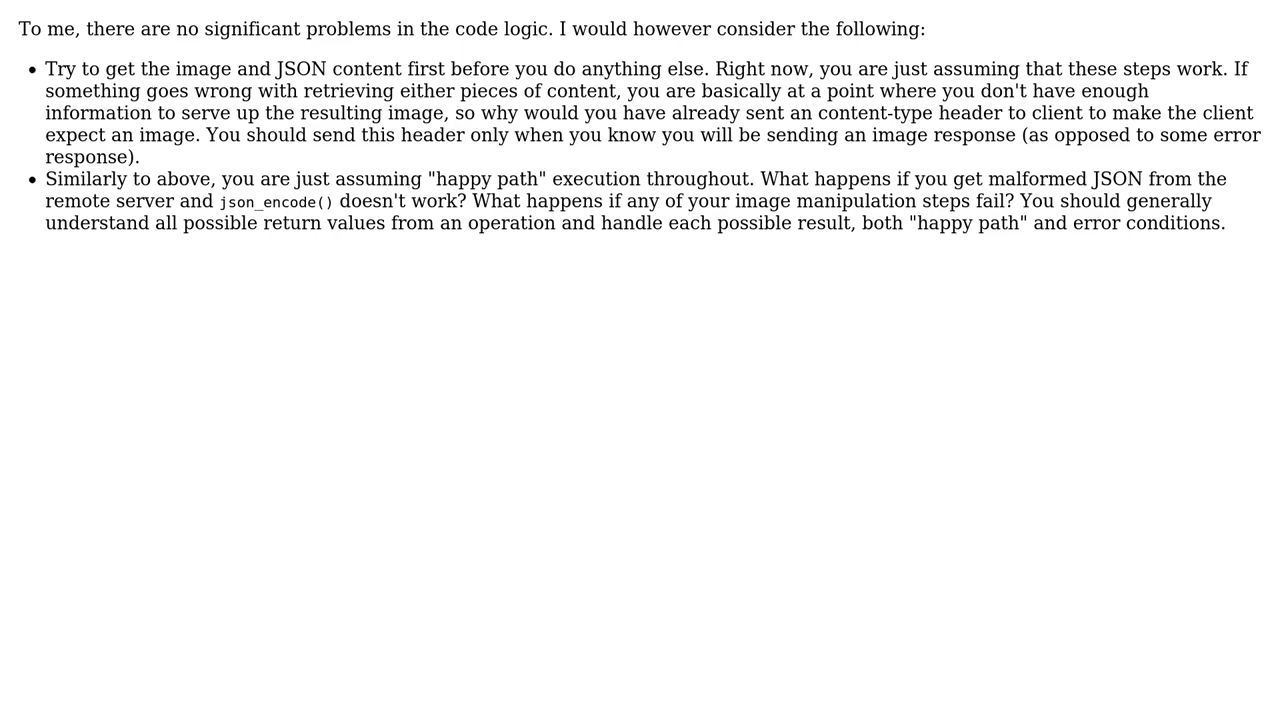 To me, there are no significant problems in the code logic. I would however consider the following:
• Try to get the image and JSON content first before you do anything else. Right now, you are just assuming that these steps work. If
something goes wrong with retrieving either pieces of content, you are basically at a point where you don't have enough
information to serve up the resulting image, so why would you have already sent an content-type header to client to make the client
expect an image. You should send this header only when you know you will be sending an image response (as opposed to some error
response).
• Similarly to above, you are just assuming "happy path" execution throughout. What happens if you get malformed JSON from the
remote server and json_encode() doesn't work? What happens if any of your image manipulation steps fail? You should generally
understand all possible return values from an operation and handle each possible result, both "happy path" and error conditions.